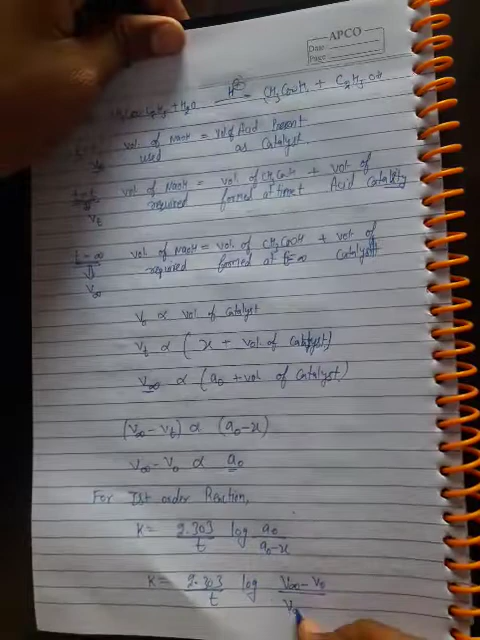 APCO
Date
Page
+ H2O H⊕ CH3COOH + C2H5OH
vol. of NaOH = vol of Acid Present
used as Catalyst.
Vt vol of NaOH = vol. of CH3COOH + vol. of
required formed at time t Acid catalyst
t=∞ vol. of NaOH = vol. of CH3COOH + vol. of
required formed at t=∞ catalyst
V∞
V0 ∝ vol of Catalyst
Vt ∝ (x + vol. of Catalyst)
V∞ ∝ (a0 + vol of Catalyst)
(V∞ - Vt) ∝ (a0-x)
V∞ - V0 ∝ a0
For Ist order Reaction,
K = 2.303/t log a0/a0-x
K = 2.303/t log V∞ - V0/V